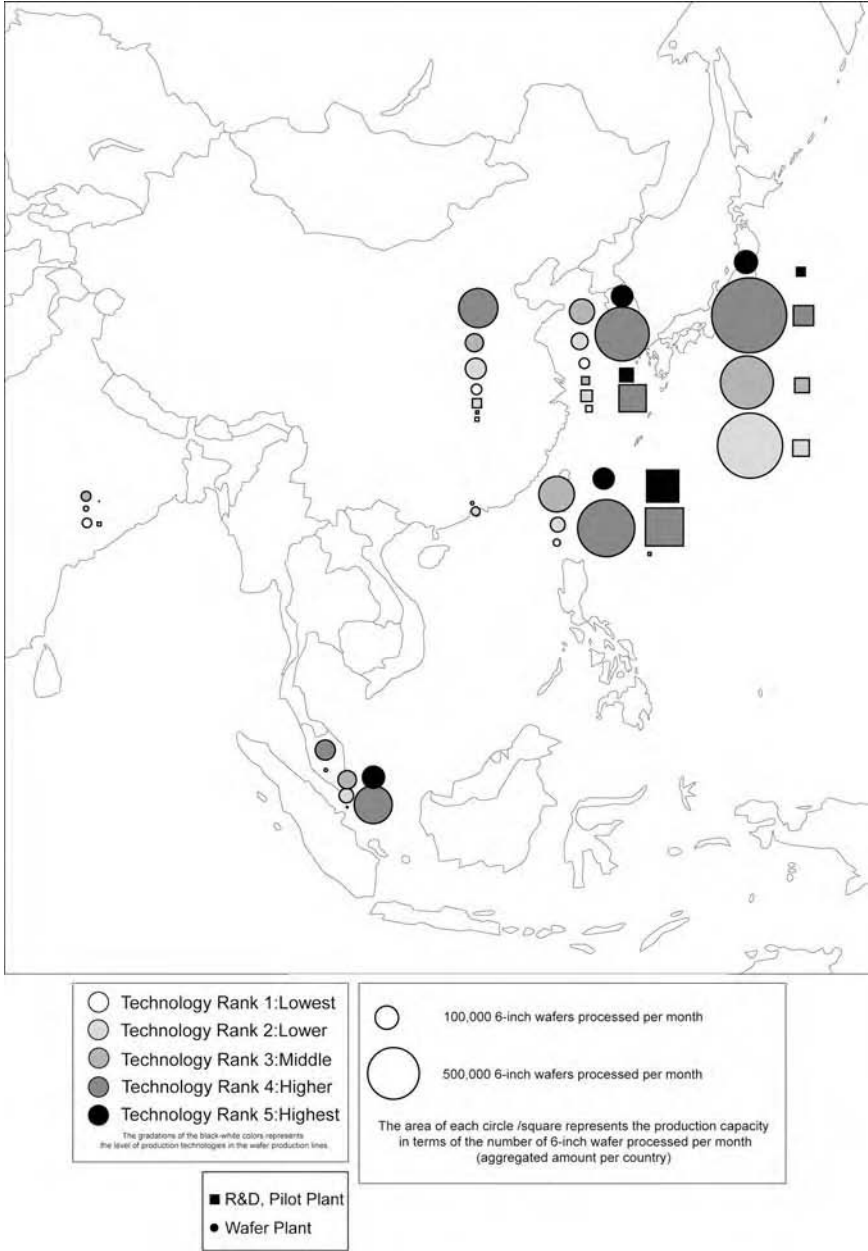 Technology Rank 1:Lowest
Technology Rank 2:Lower
Technology Rank 3:Middle
Technology Rank 4:Higher
Technology Rank 5:Highest
The gradations of the black-white colors represents
the level of production technologies in the wafer production lines.
100,000 6-inch wafers processed per month
500,000 6-inch wafers processed per month
The area of each circle /square represents the production capacity
in terms of the number of 6-inch wafer processed per month
(aggregated amount per country)
R&D, Pilot Plant
Wafer Plant